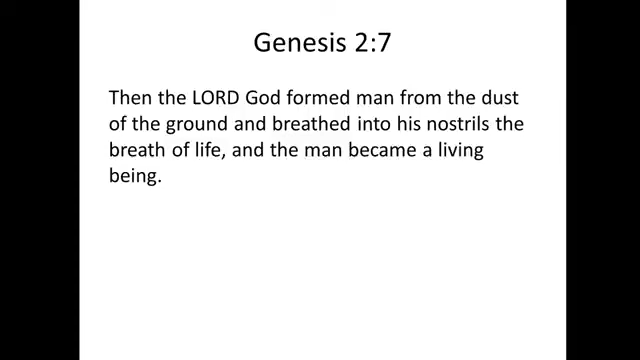 Genesis 2:7
Then the LORD God formed man from the dust
of the ground and breathed into his nostrils the
breath of life, and the man became a living
being.